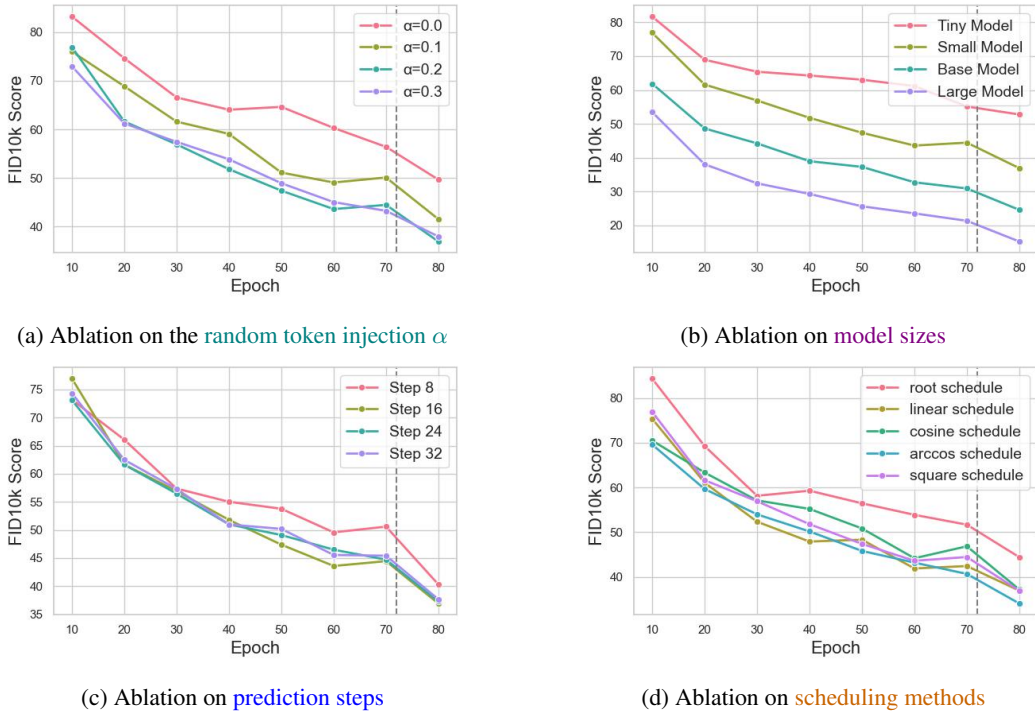 80
70
60
50
40
FID10k Score
10 20 30 40 50 60 70 80
Epoch
α=0.0
α=0.1
α=0.2
α=0.3
(a) Ablation on the random token injection α
80
70
60
50
40
30
20
FID10k Score
10 20 30 40 50 60 70 80
Epoch
Tiny Model
Small Model
Base Model
Large Model
(b) Ablation on model sizes
75
70
65
60
55
50
45
40
35
FID10k Score
10 20 30 40 50 60 70 80
Epoch
Step 8
Step 16
Step 24
Step 32
(c) Ablation on prediction steps
80
70
60
50
40
FID10k Score
10 20 30 40 50 60 70 80
Epoch
root schedule
linear schedule
cosine schedule
arccos schedule
square schedule
(d) Ablation on scheduling methods